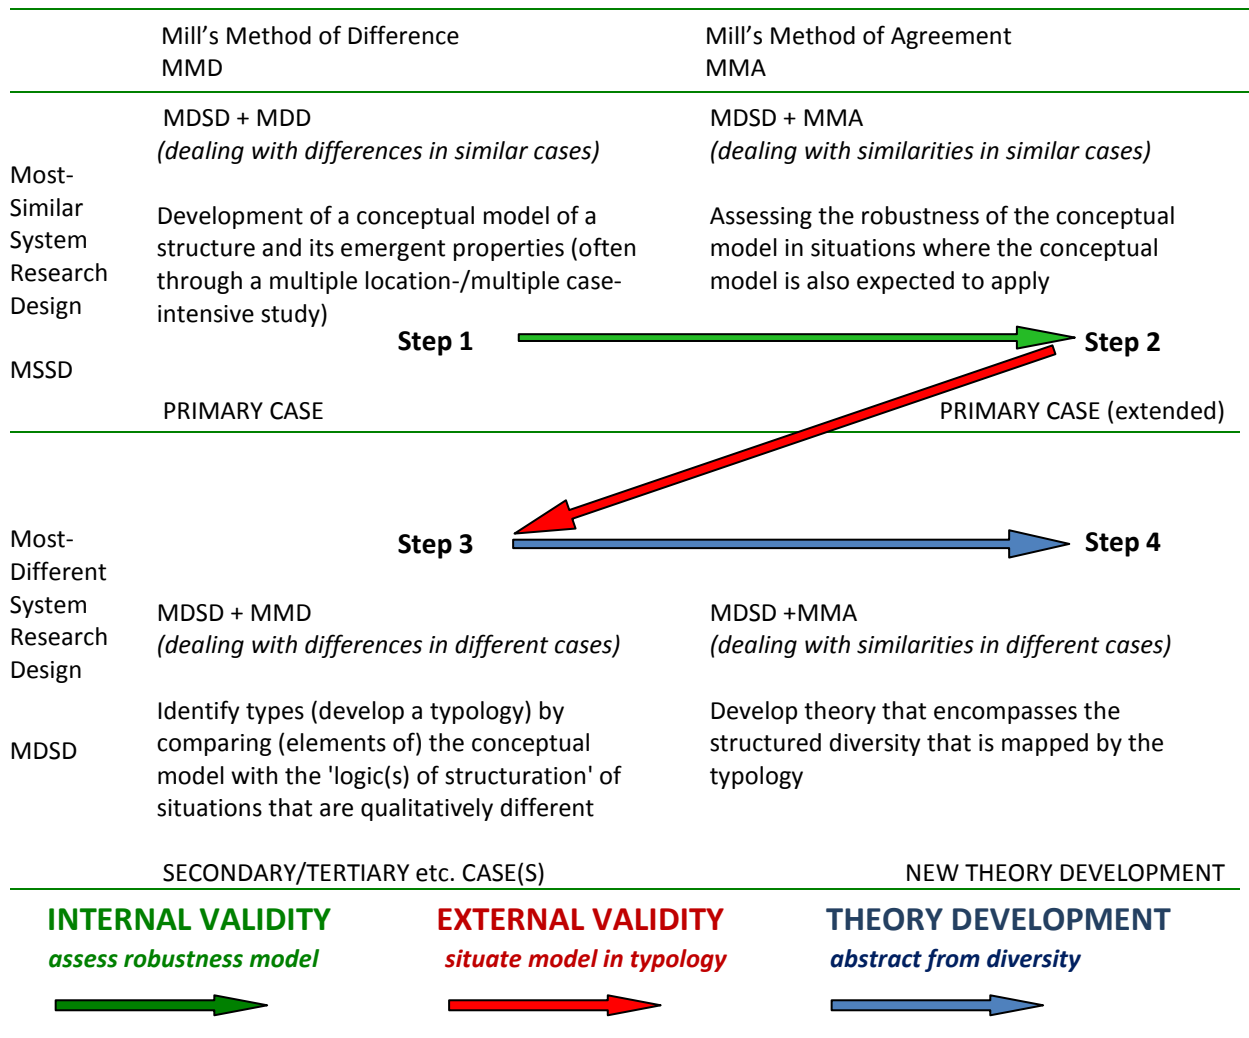 Mill’s Method of Difference
MMD
Mill’s Method of Agreement
MMA
Most-
Similar
System
Research
Design
MSSD
MDSD + MDD
(dealing with differences in similar cases)
Development of a conceptual model of a
structure and its emergent properties (often
through a multiple location-/multiple case-
intensive study)
Step 1
PRIMARY CASE
MDSD + MMA
(dealing with similarities in similar cases)
Assessing the robustness of the conceptual
model in situations where the conceptual
model is also expected to apply
Step 2
PRIMARY CASE (extended)
Most-
Different
System
Research
Design
MDSD
Step 3
MDSD + MMD
(dealing with differences in different cases)
Identify types (develop a typology) by
comparing (elements of) the conceptual
model with the 'logic(s) of structuration' of
situations that are qualitatively different
SECONDARY/TERTIARY etc. CASE(S)
Step 4
MDSD +MMA
(dealing with similarities in different cases)
Develop theory that encompasses the
structured diversity that is mapped by the
typology
NEW THEORY DEVELOPMENT
INTERNAL VALIDITY
assess robustness model
EXTERNAL VALIDITY
situate model in typology
THEORY DEVELOPMENT
abstract from diversity